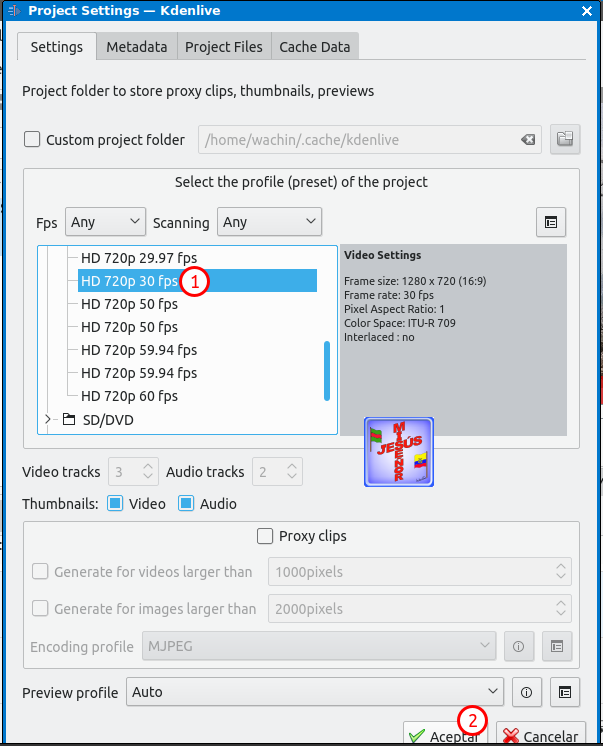 Project Settings — Kdenlive
Settings Metadata Project Files Cache Data
Project folder to store proxy clips, thumbnails, previews
Custom project folder /home/wachin/.cache/kdenlive
Select the profile (preset) of the project
Fps Any Scanning Any
HD 720p 29.97 fps
HD 720p 30 fps 1
HD 720p 50 fps
HD 720p 50 fps
HD 720p 59.94 fps
HD 720p 59.94 fps
HD 720p 60 fps
SD/DVD
Video Settings
Frame size: 1280 x 720 (16:9)
Frame rate: 30 fps
Pixel Aspect Ratio: 1
Color Space: ITU-R 709
Interlaced : no
MI SEÑOR
JESÚS
Video tracks 3 Audio tracks 2
Thumbnails: Video Audio
Proxy clips
Generate for videos larger than 1000pixels
Generate for images larger than 2000pixels
Encoding profile MJPEG
Preview profile Auto
2
Aceptar Cancelar